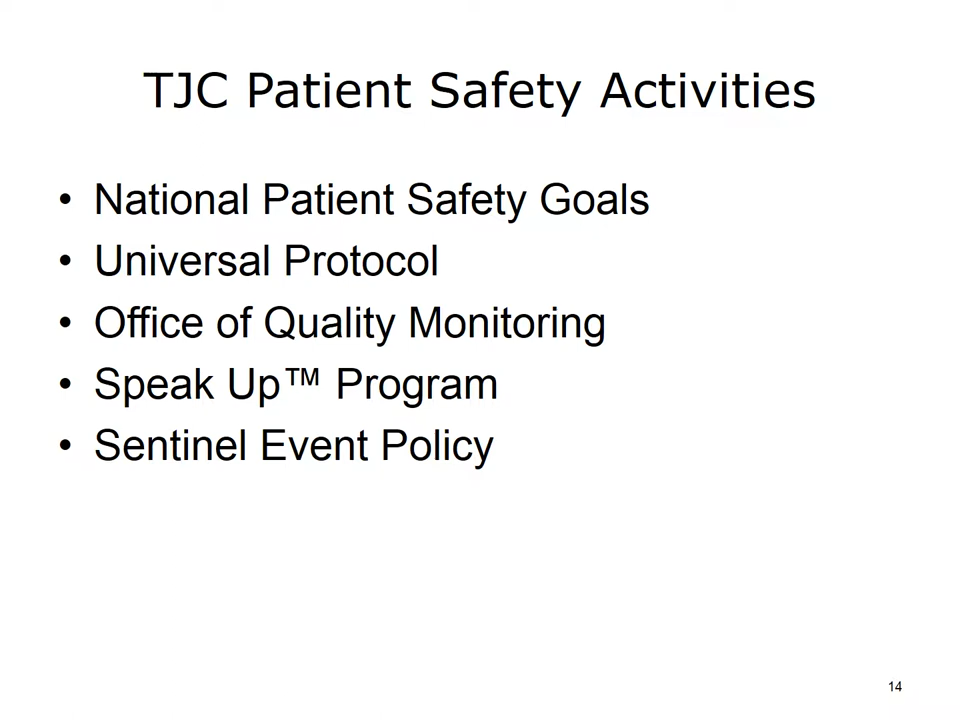 TJC Patient Safety Activities
• National Patient Safety Goals
• Universal Protocol
• Office of Quality Monitoring
• Speak Up™ Program
• Sentinel Event Policy
14